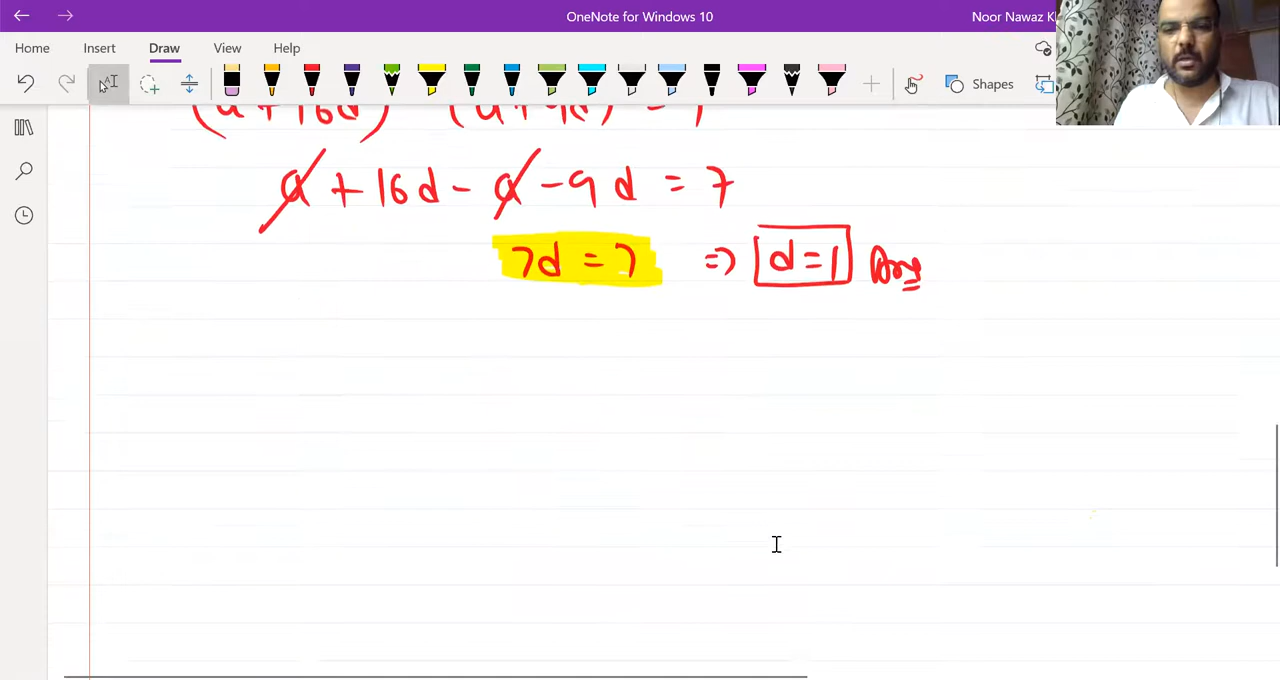 OneNote for Windows 10
Noor Nawaz K
Home Insert Draw View Help
Shapes
a + 16d - a - 9d = 7
7d = 7 => d = 1 Ans